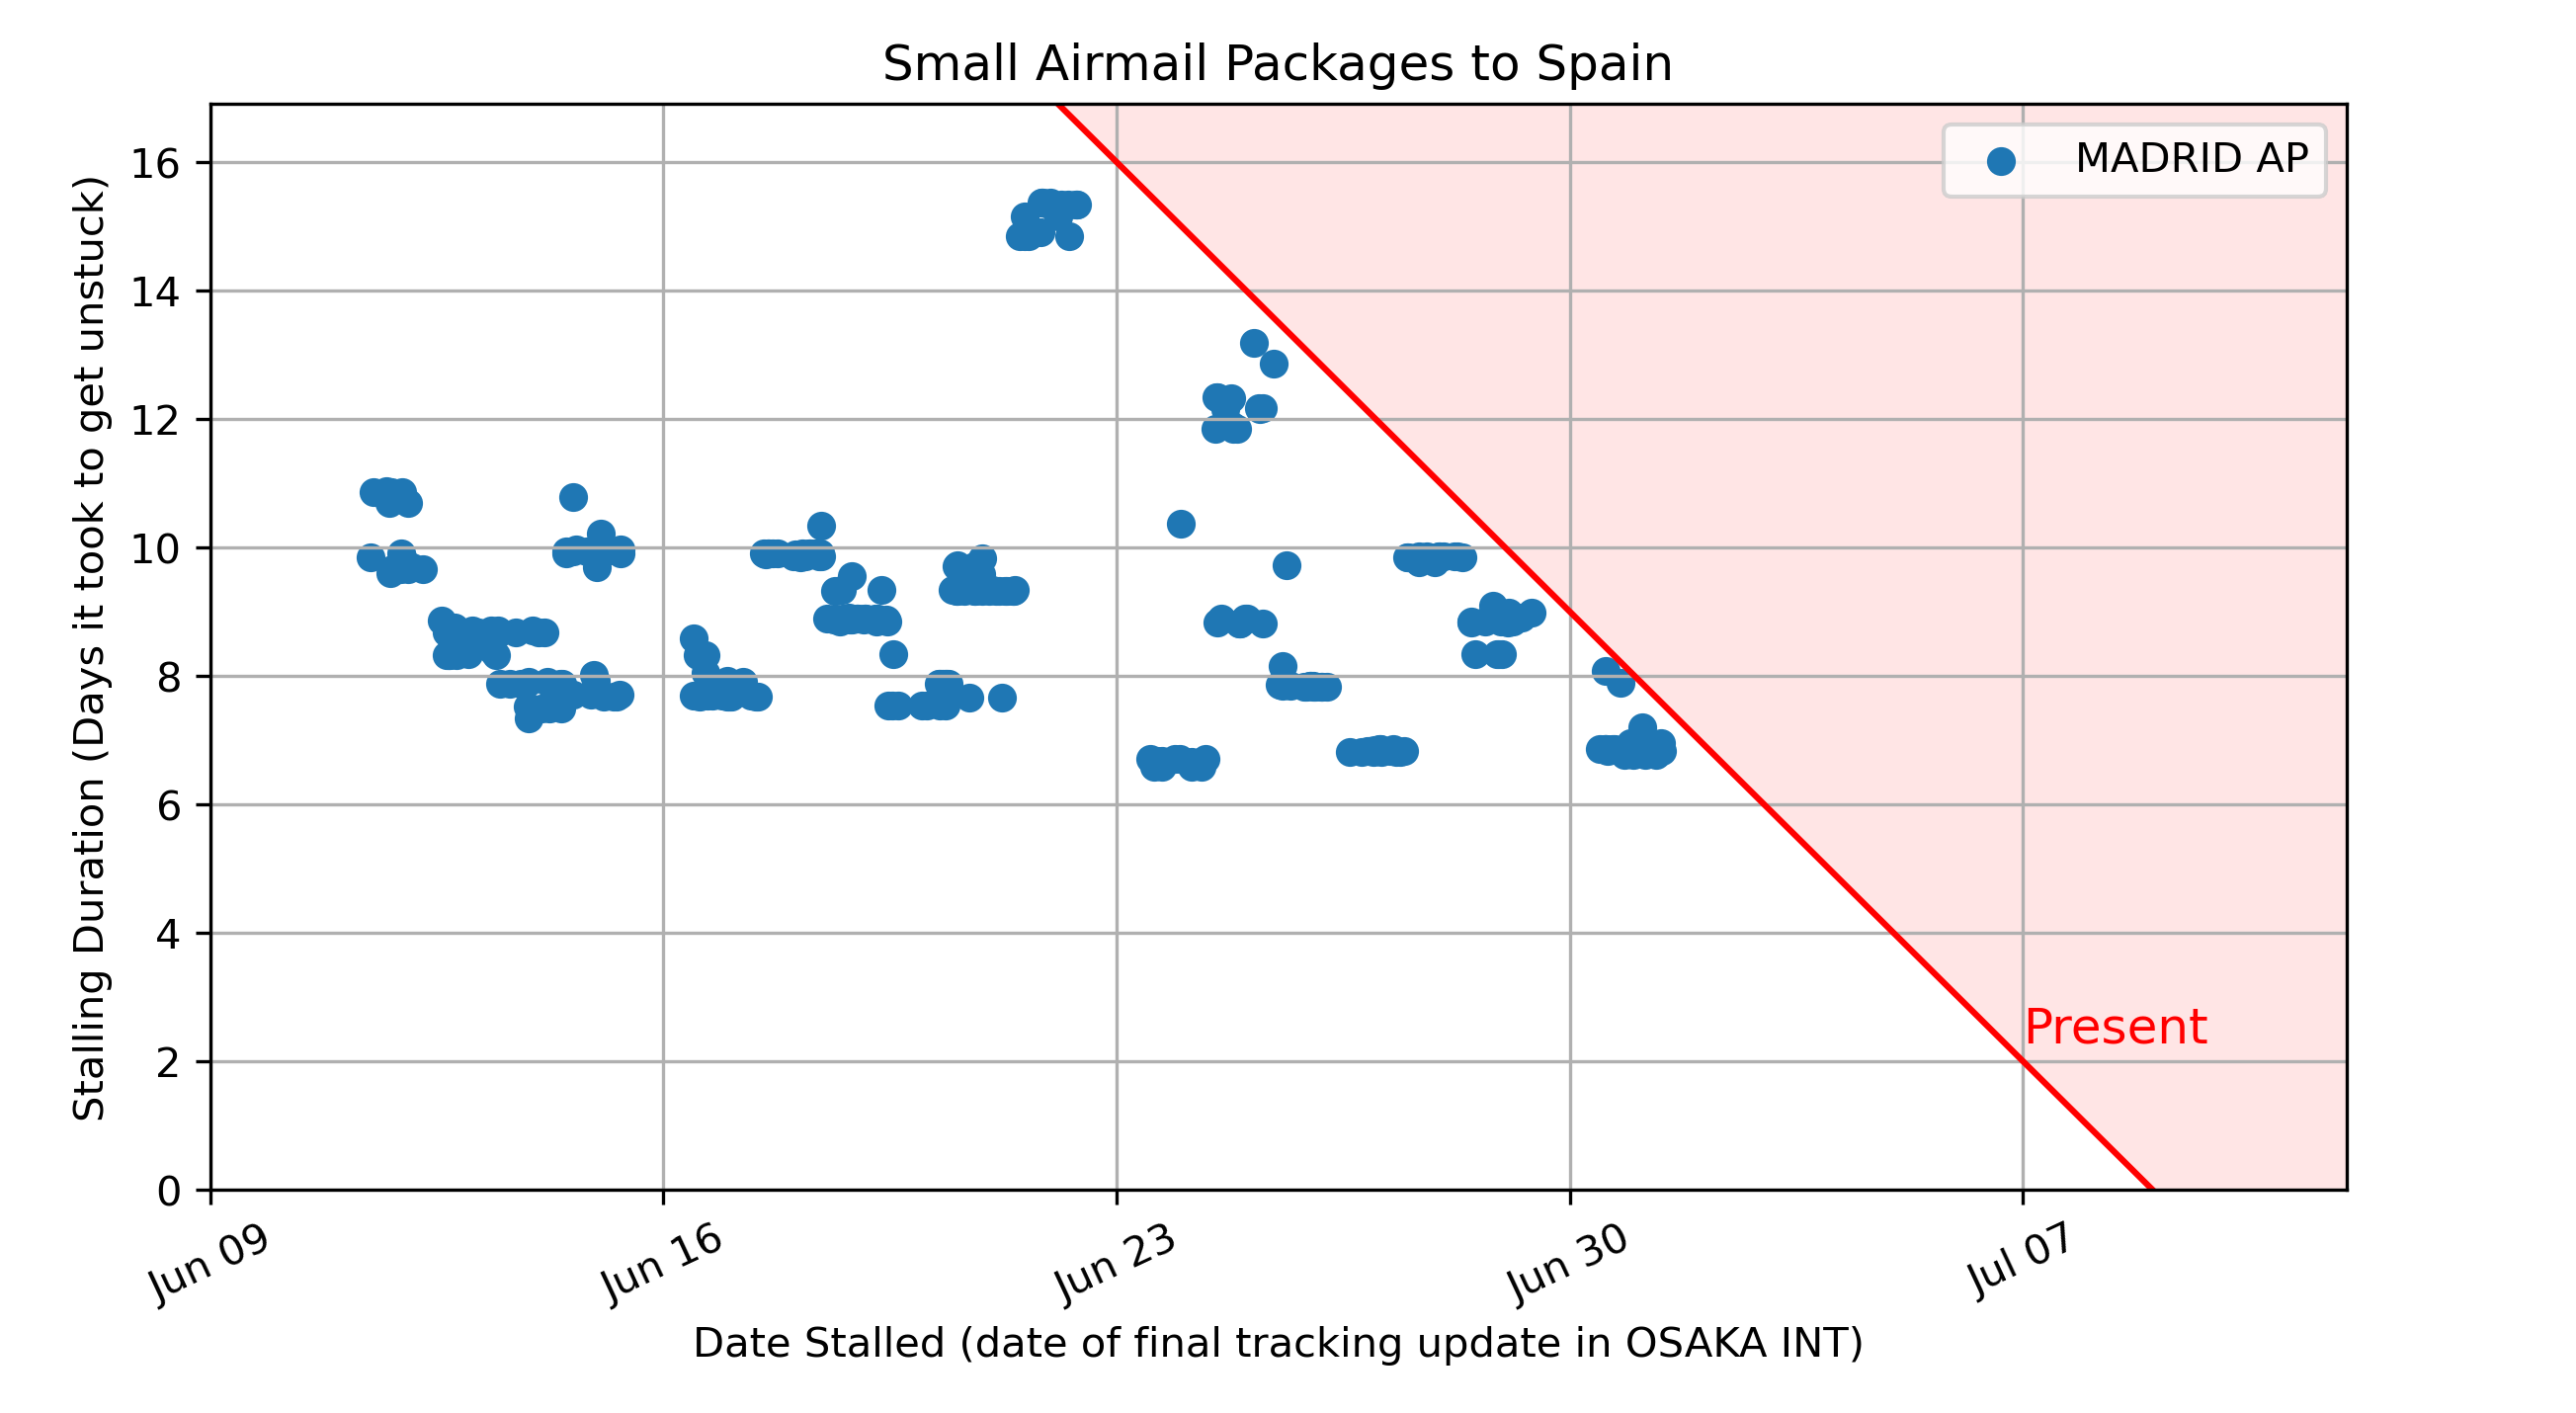 Small Airmail Packages to Spain
MADRID AP
Stalling Duration (Days it took to get unstuck)
16
14
12
10
8
6
4
2
0
Present
Jun 09
Jun 16
Jun 23
Jun 30
Jul 07
Date Stalled (date of final tracking update in OSAKA INT)